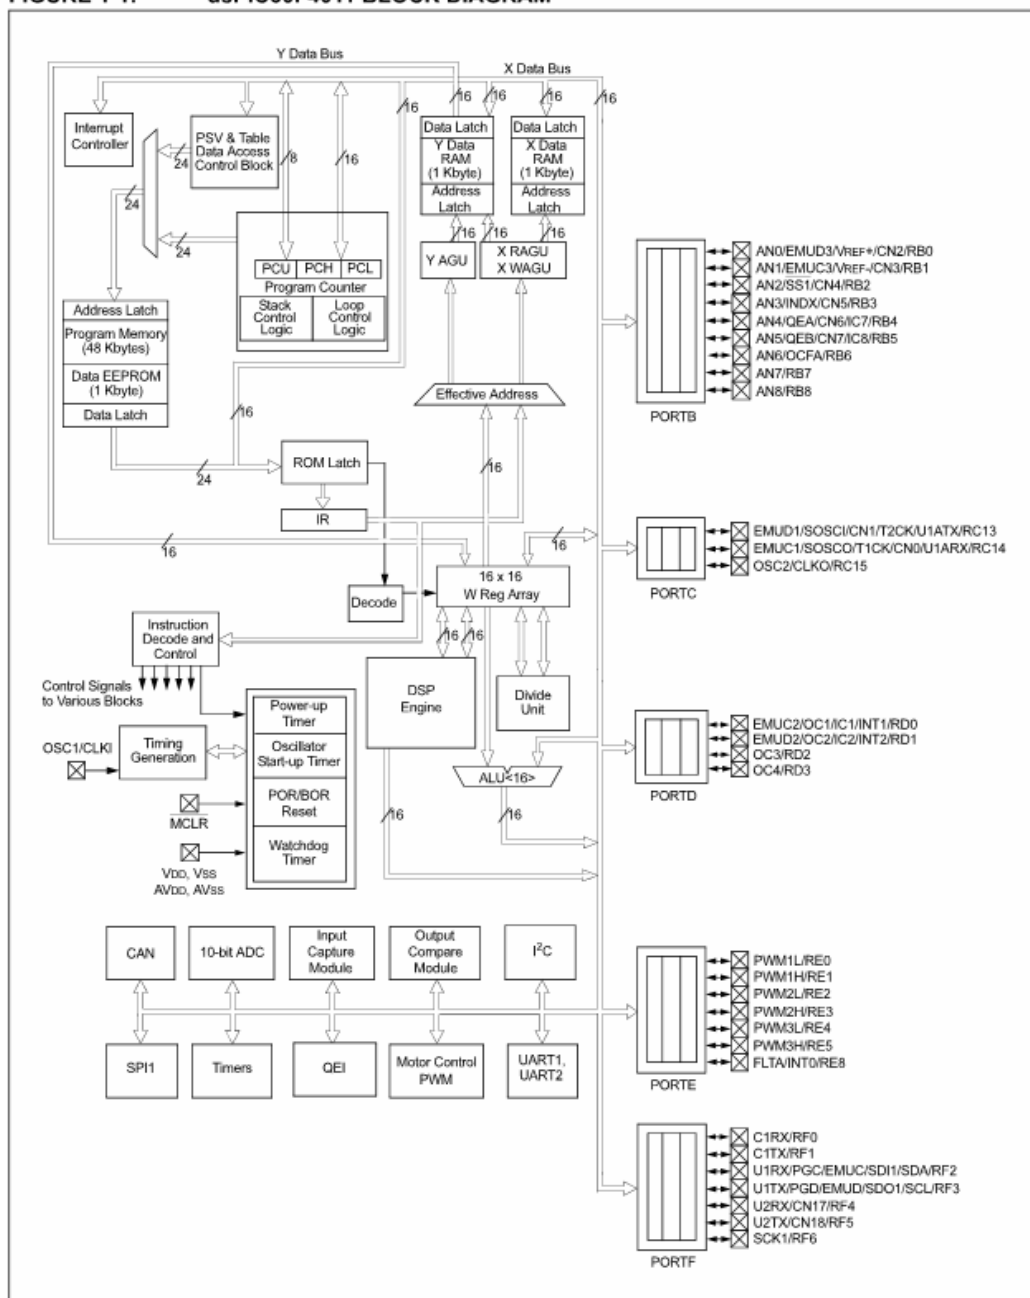 Y Data Bus
X Data Bus
16
16
16
16
16
16
Interrupt
Controller
PSV & Table
Data Access
Control Block
24
24
24
8
16
Data Latch
Y Data
RAM
(1 Kbyte)
Address
Latch
Data Latch
X Data
RAM
(1 Kbyte)
Address
Latch
16
16
16
Y AGU
X RAGU
X WAGU
PCU
PCH
PCL
Program Counter
Stack
Control
Logic
Loop
Control
Logic
Address Latch
Program Memory
(48 Kbytes)
Data EEPROM
(1 Kbyte)
Data Latch
Effective Address
16
24
ROM Latch
16
IR
16
16
16 x 16
W Reg Array
Decode
Instruction
Decode and
Control
16
16
Control Signals
to Various Blocks
DSP
Engine
Divide
Unit
Power-up
Timer
Oscillator
Start-up Timer
POR/BOR
Reset
Watchdog
Timer
OSC1/CLKI
Timing
Generation
MCLR
VDD, VSS
AVDD, AVSS
ALU<16>
16
16
CAN
10-bit ADC
Input
Capture
Module
Output
Compare
Module
I²C
SPI1
Timers
QEI
Motor Control
PWM
UART1,
UART2
AN0/EMUD3/VREF+/CN2/RB0
AN1/EMUC3/VREF-/CN3/RB1
AN2/SS1/CN4/RB2
AN3/INDX/CN5/RB3
AN4/QEA/CN6/IC7/RB4
AN5/QEB/CN7/IC8/RB5
AN6/OCFA/RB6
AN7/RB7
AN8/RB8
PORTB
EMUD1/SOSCI/CN1/T2CK/U1ATX/RC13
EMUC1/SOSCO/T1CK/CN0/U1ARX/RC14
OSC2/CLKO/RC15
PORTC
EMUC2/OC1/IC1/INT1/RD0
EMUD2/OC2/IC2/INT2/RD1
OC3/RD2
OC4/RD3
PORTD
PWM1L/RE0
PWM1H/RE1
PWM2L/RE2
PWM2H/RE3
PWM3L/RE4
PWM3H/RE5
FLTA/INT0/RE8
PORTE
C1RX/RF0
C1TX/RF1
U1RX/PGC/EMUC/SDI1/SDA/RF2
U1TX/PGD/EMUD/SDO1/SCL/RF3
U2RX/CN17/RF4
U2TX/CN18/RF5
SCK1/RF6
PORTF